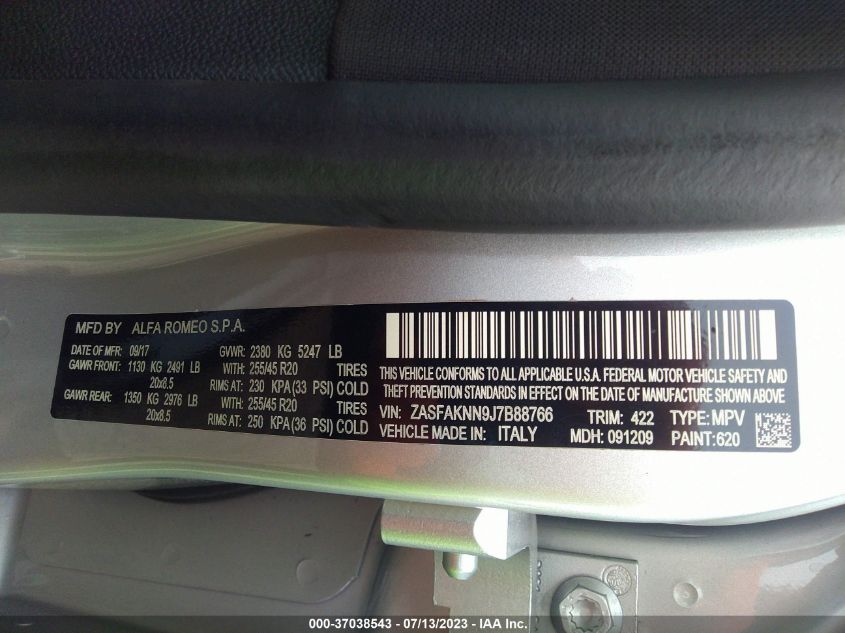 MFD BY ALFA ROMEO S.P.A.
DATE OF MFR 09/17 GVWR: 2380 KG 5247 LB
GAWR FRONT: 1130 KG 2491 LB WITH: 255/45 R20 TIRES
20x8.5 RIMS AT: 230 KPA (33 PSI) COLD
GAWR REAR: 1350 KG 2976 LB WITH: 255/45 R20 TIRES
20x8.5 RIMS AT: 250 KPA (36 PSI) COLD
THIS VEHICLE CONFORMS TO ALL APPLICABLE U.S.A. FEDERAL MOTOR VEHICLE SAFETY AND
THEFT PREVENTION STANDARDS IN EFFECT ON THE DATE OF MANUFACTURE SHOWN ABOVE
VIN: ZASFAKNN9J7B88766 TRIM: 422 TYPE: MPV
VEHICLE MADE IN: ITALY MDH: 091209 PAINT:620
000-37038543 - 07/13/2023 - IAA Inc.